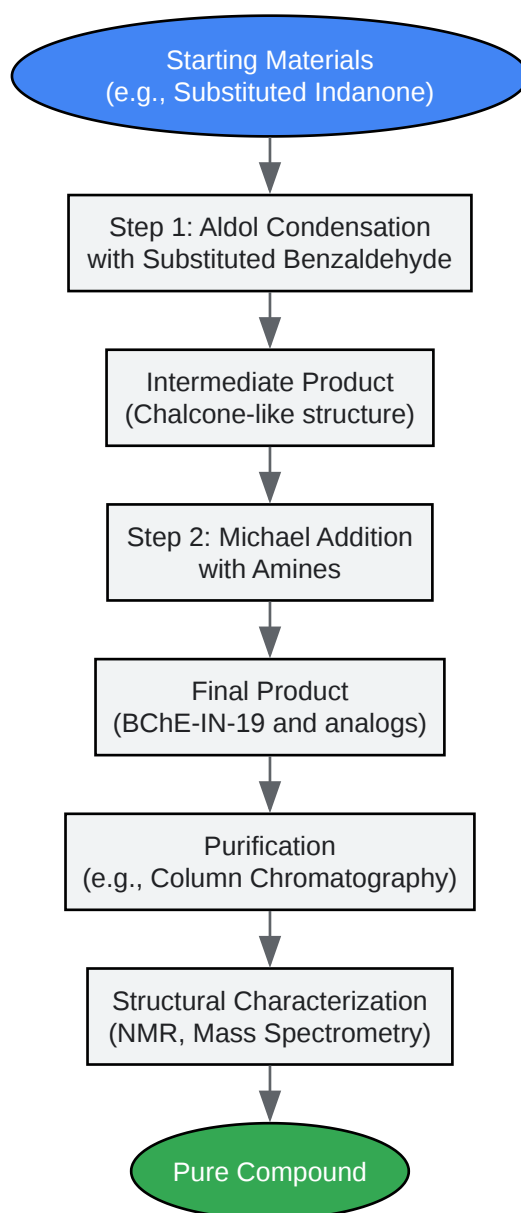 Starting Materials
(e.g., Substituted Indanone)
Step 1: Aldol Condensation
with Substituted Benzaldehyde
Intermediate Product
(Chalcone-like structure)
Step 2: Michael Addition
with Amines
Final Product
(BChE-IN-19 and analogs)
Purification
(e.g., Column Chromatography)
Structural Characterization
(NMR, Mass Spectrometry)
Pure Compound